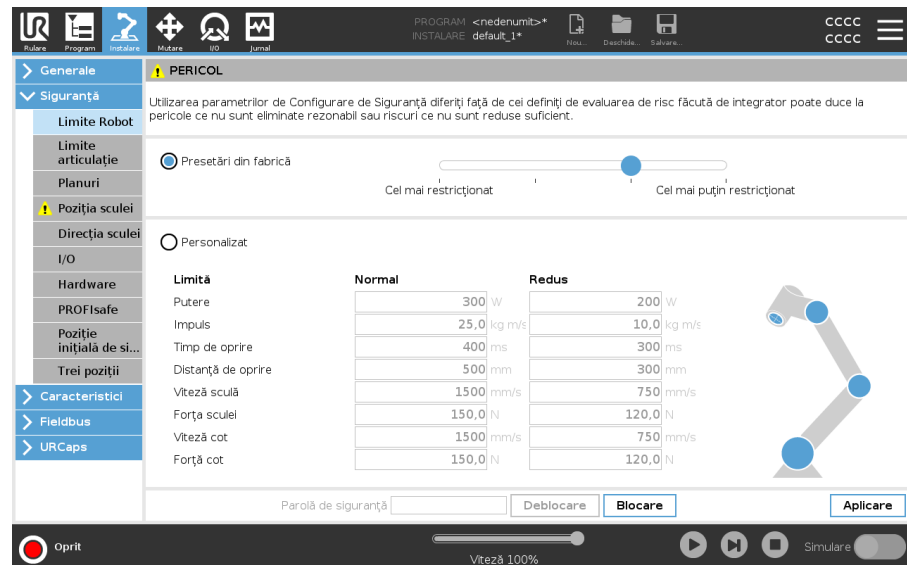 PROGRAM <nedenumit>*
INSTALARE default_1*
Nou...
Deschide...
Salvare...
cccc
cccc
Rulare
Program
Instalare
Mutare
I/O
Jurnal
Generale
Siguranță
Limite Robot
Limite
articulație
Planuri
Poziția sculei
Direcția sculei
I/O
Hardware
PROFIsafe
Poziție
inițială de si...
Trei poziții
Caracteristici
Fieldbus
URCaps
PERICOL
Utilizarea parametrilor de Configurare de Siguranță diferiți față de cei definiți de evaluarea de risc făcută de integrator poate duce la
pericole ce nu sunt eliminate rezonabil sau riscuri ce nu sunt reduse suficient.
Presetări din fabrică
Cel mai restricționat
Cel mai puțin restricționat
Personalizat
Limită Normal Redus
Putere 300 W 200 W
Impuls 25,0 kg m/s 10,0 kg m/s
Timp de oprire 400 ms 300 ms
Distanță de oprire 500 mm 300 mm
Viteză sculă 1500 mm/s 750 mm/s
Forța sculei 150,0 N 120,0 N
Viteză cot 1500 mm/s 750 mm/s
Forță cot 150,0 N 120,0 N
Parolă de siguranță
Deblocare
Blocare
Aplicare
Oprit
Viteză 100%
Simulare